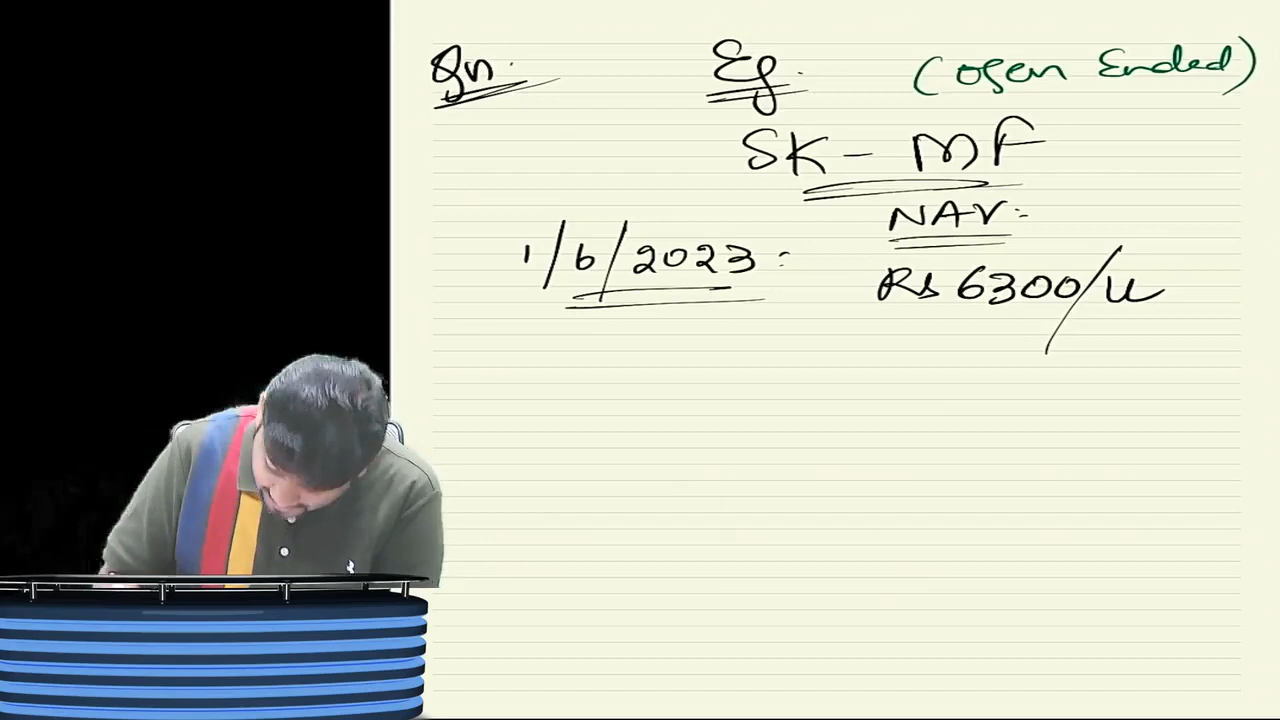 Qn. Eg. (Open Ended)
SK - MF
NAV:
1/6/2023: Rs 6300/u